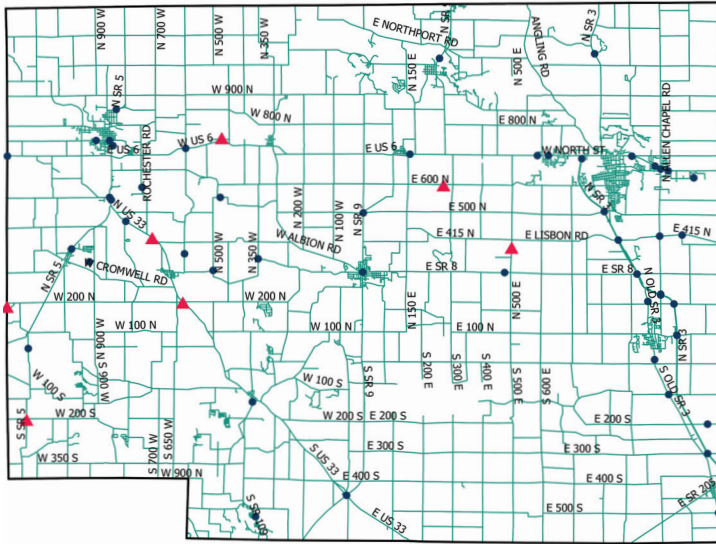 N 900 W
N 700 W
N 500 W
N 350 W
E NORTHPORT RD
N SR 9
ANGLING RD
N SR 3
N 150 E
N 500 E
N SR 5
W 900 N
W 800 N
E 800 N
E US 6
ROCHESTER RD
W US 6
E US 6
W NORTH ST
N ALLEN CHAPEL RD
E 600 N
N US 33
N 200 W
N 100 W
N SR 9
E 500 N
N SR 3
N SR 5
W CROMWELL RD
N 500 W
N 350 W
W ALBION RD
E 415 N
E LISBON RD
E 415 N
E SR 8
E SR 8
W 200 N
W 200 N
N 150 E
N 500 E
N OLD SR 3
W 100 N
W 100 N
E 100 N
N SR 3
N 900 W
S 900 W
W 100 S
W 100 S
S SR 9
S 200 E
S 300 E
S 400 E
S 500 E
S 600 E
S OLD SR 3
S SR 5
W 200 S
S 700 W
S 650 W
W 200 S
E 200 S
E 200 S
W 350 S
S US 33
E 300 S
E 300 S
W 900 N
E 400 S
E 400 S
S SR 109
E US 33
E 500 S
E SR 205